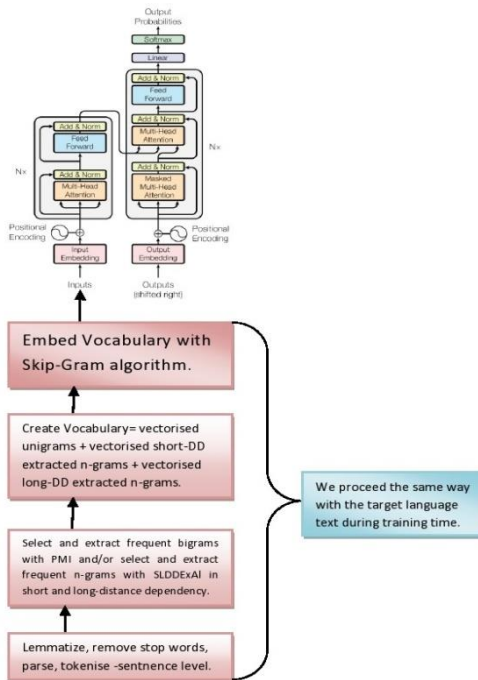 Output
Probabilities
Softmax
Linear
Add & Norm
Feed
Forward
Add & Norm
Multi-Head
Attention
Add & Norm
Masked
Multi-Head
Attention
Nx
Add & Norm
Feed
Forward
Add & Norm
Multi-Head
Attention
Nx
Positional
Encoding
Positional
Encoding
Input
Embedding
Output
Embedding
Inputs
Outputs
(shifted right)
Embed Vocabulary with
Skip-Gram algorithm.
Create Vocabulary= vectorised
unigrams + vectorised short-DD
extracted n-grams + vectorised
long-DD extracted n-grams.
Select and extract frequent bigrams
with PMI and/or select and extract
frequent n-grams with SLDDExAl in
short and long-distance dependency.
Lemmatize, remove stop words,
parse, tokenise -sentnence level.
We proceed the same way
with the target language
text during training time.